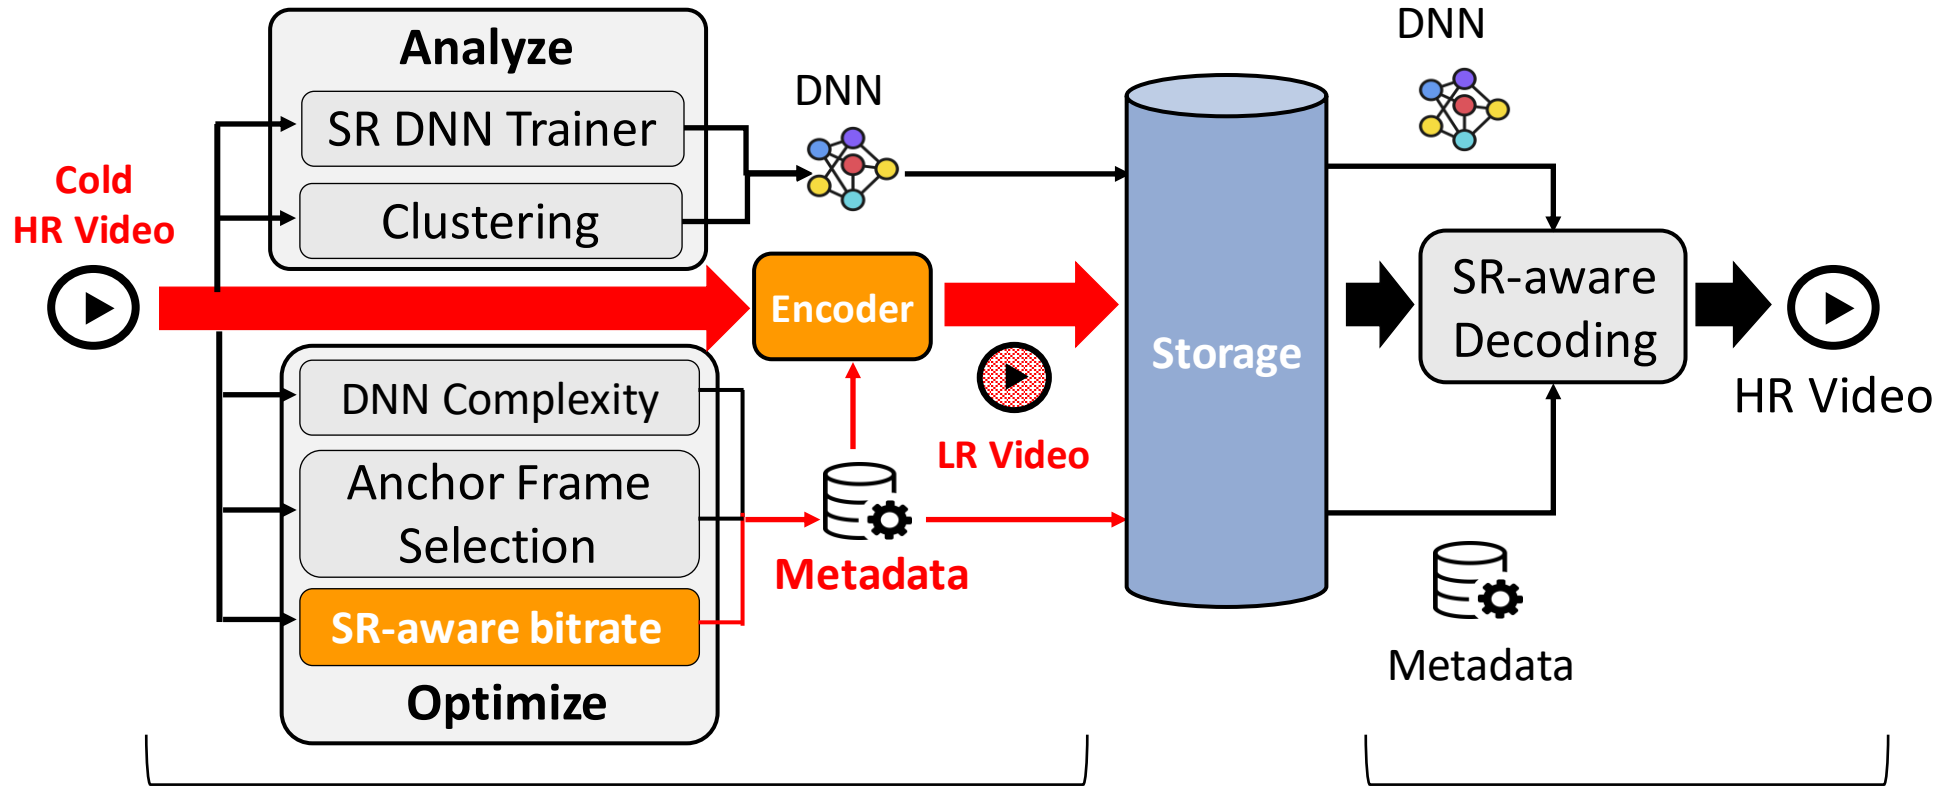 Analyze
SR DNN Trainer
Clustering
Cold
HR Video
DNN
Encoder
LR Video
DNN Complexity
Anchor Frame
Selection
SR-aware bitrate
Optimize
Metadata
Storage
DNN
SR-aware
Decoding
HR Video
Metadata